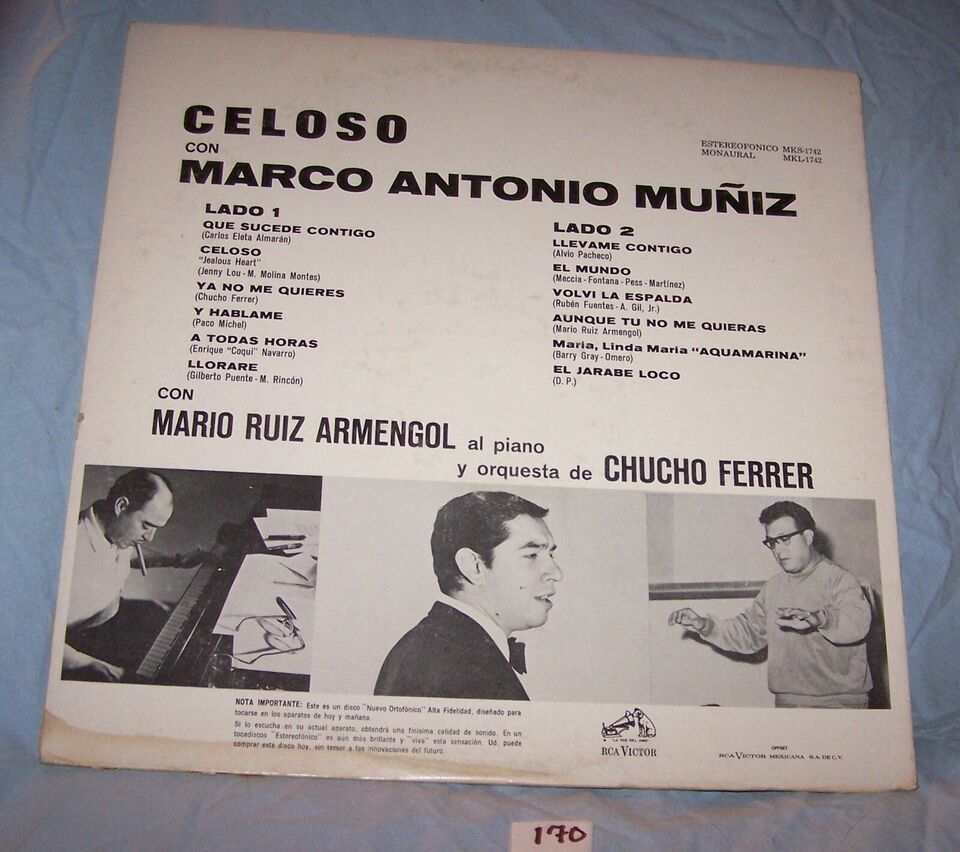 CELOSO
CON
MARCO ANTONIO MUÑIZ
ESTEREOFONICO MKS-1742
MONAURAL MKL-1742
LADO 1
QUE SUCEDE CONTIGO
(Carlos Eleta Almarán)
CELOSO
"Jealous Heart"
(Jenny Lou - M. Molina Montes)
YA NO ME QUIERES
(Chucho Ferrer)
Y HABLAME
(Paco Michel)
A TODAS HORAS
(Enrique "Coqui" Navarro)
LLORARE
(Gilberto Puente - M. Rincón)
LADO 2
LLEVAME CONTIGO
(Alvio Pacheco)
EL MUNDO
(Meccia - Fontana - Pess - Martínez)
VOLVI LA ESPALDA
(Rubén Fuentes - A. Gil, Jr.)
AUNQUE TU NO ME QUIERAS
(Mario Ruiz Armengol)
Maria, Linda Maria "AQUAMARINA"
(Barry Gray - Omero)
EL JARABE LOCO
(D. P.)
CON
MARIO RUIZ ARMENGOL al piano
y orquesta de CHUCHO FERRER
NOTA IMPORTANTE: Este es un disco "Nuevo Ortofónico" Alta Fidelidad, diseñado para
tocarse en los aparatos de hoy y mañana.
Si lo escucha en su actual aparato, obtendrá una finísima calidad de sonido. En un
tocadiscos "Estereofónico" es aún más brillante y "viva" esta sensación. Ud. puede
comprar este disco hoy, sin temor a las innovaciones del futuro.
"LA VOZ DEL AMO"
RCA VICTOR
OFFSET
RCA VICTOR MEXICANA S.A. DE C.V.
170